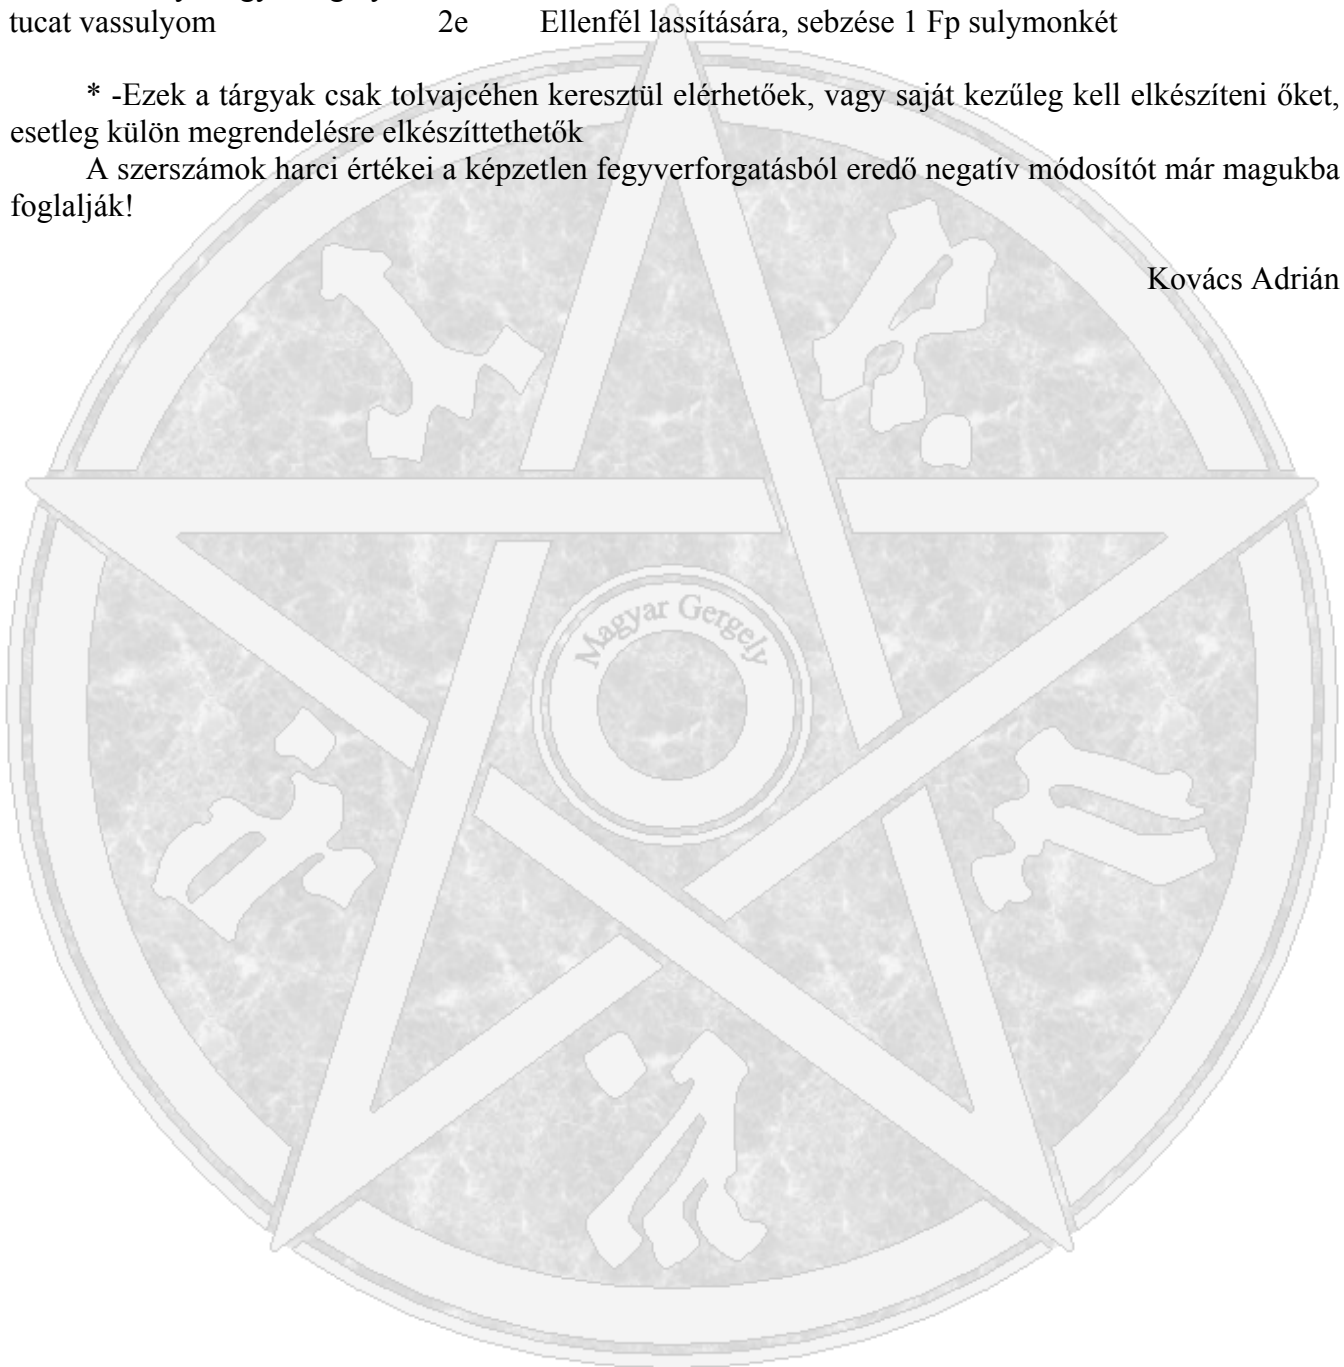 tucat vassulyom 2e Ellenfél lassítására, sebzése 1 Fp sulymonkét
* -Ezek a tárgyak csak tolvajcéhen keresztül elérhetőek, vagy saját kezűleg kell elkészíteni őket,
esetleg külön megrendelésre elkészíttethetők
A szerszámok harci értékei a képzetlen fegyverforgatásból eredő negatív módosítót már magukba
foglalják!
Kovács Adrián
Magyar Gergely